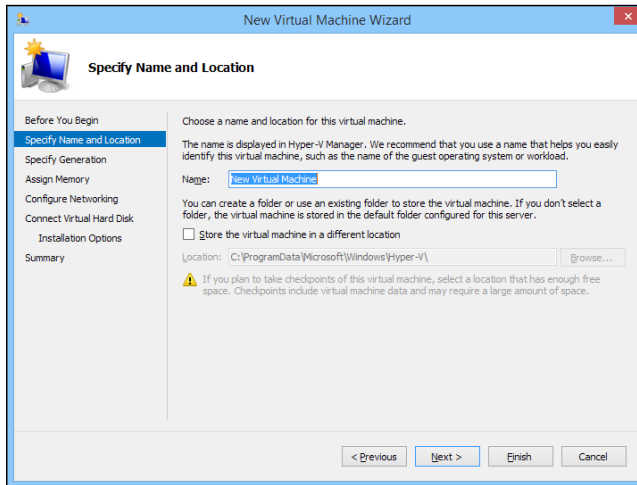 New Virtual Machine Wizard
Specify Name and Location
Before You Begin
Specify Name and Location
Specify Generation
Assign Memory
Configure Networking
Connect Virtual Hard Disk
Installation Options
Summary
Choose a name and location for this virtual machine.
The name is displayed in Hyper-V Manager. We recommend that you use a name that helps you easily
identify this virtual machine, such as the name of the guest operating system or workload.
Name: New Virtual Machine
You can create a folder or use an existing folder to store the virtual machine. If you don't select a
folder, the virtual machine is stored in the default folder configured for this server.
Store the virtual machine in a different location
Location: C:\ProgramData\Microsoft\Windows\Hyper-V\ Browse...
If you plan to take checkpoints of this virtual machine, select a location that has enough free
space. Checkpoints include virtual machine data and may require a large amount of space.
< Previous Next > Finish Cancel